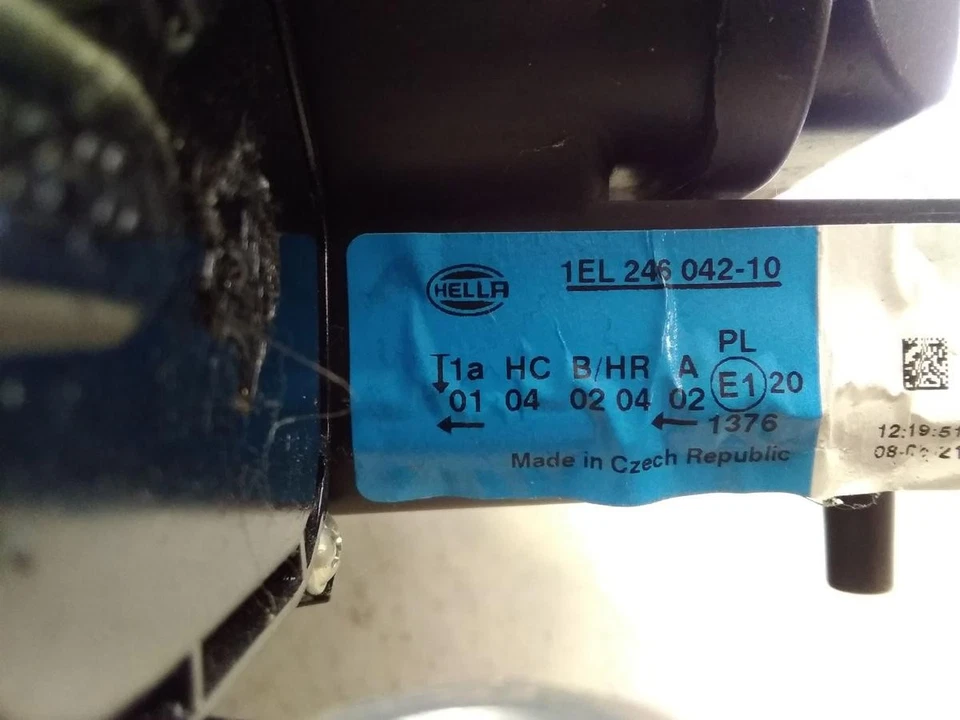 HELLA
1EL 246 042-10
PL
1a HC B/HR A E1 20
01 04 02 04 02
1376
Made in Czech Republic
12:19:51